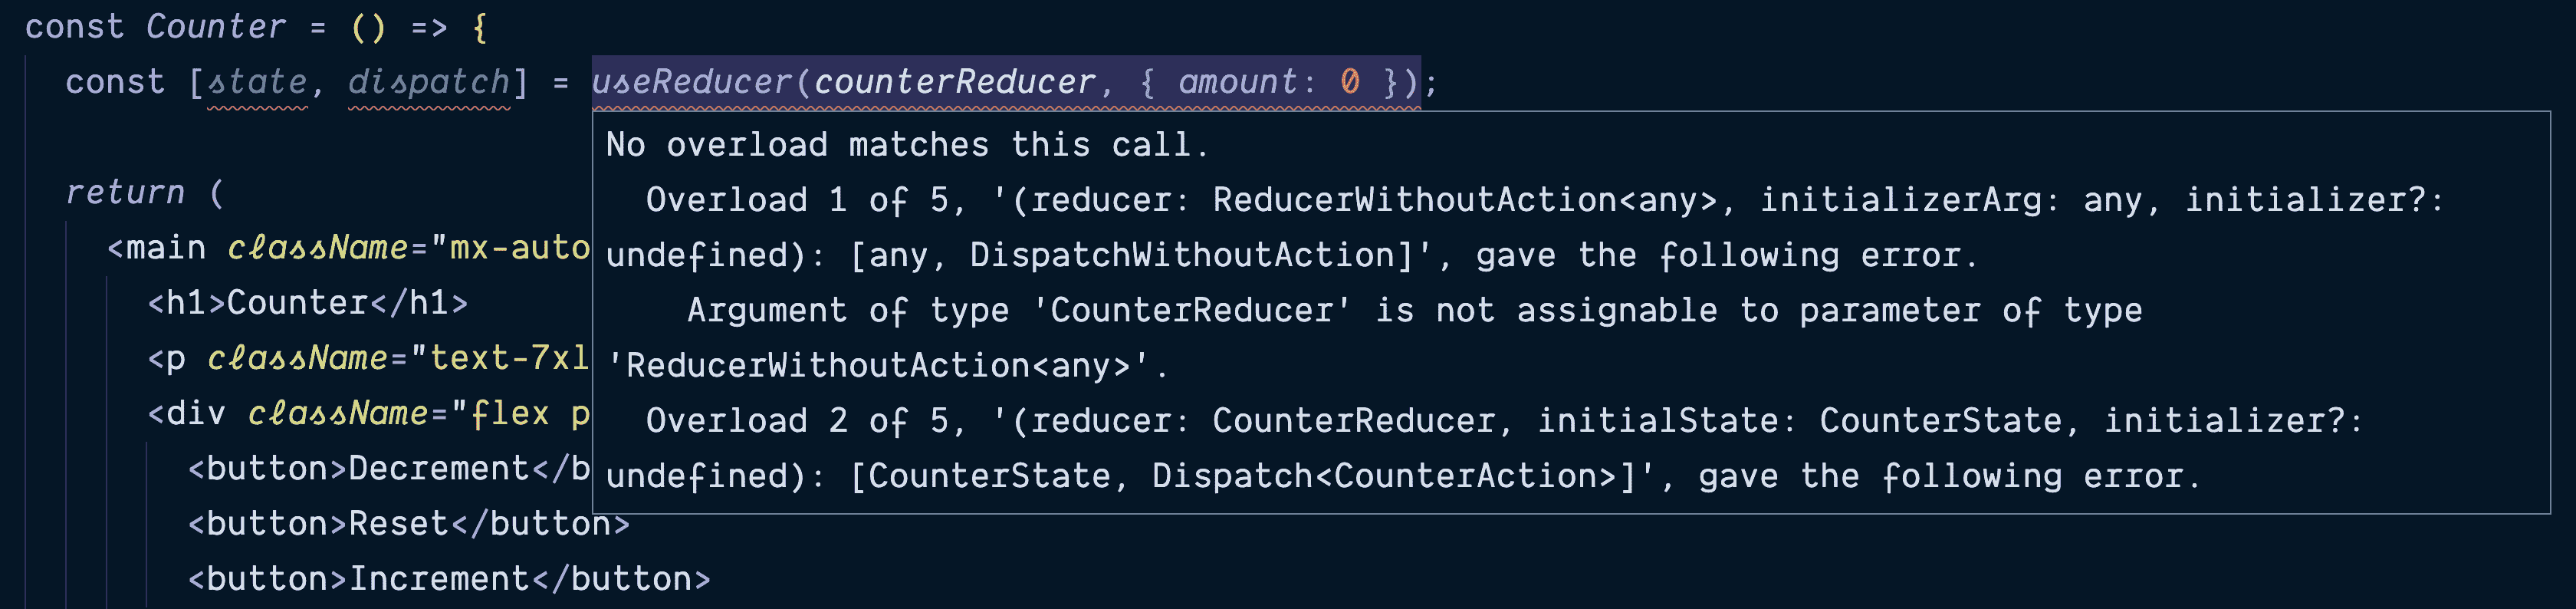 const Counter = () => {
const [state, dispatch] = useReducer(counterReducer, { amount: 0 });
No overload matches this call.
Overload 1 of 5, '(reducer: ReducerWithoutAction<any>, initializerArg: any, initializer?:
undefined): [any, DispatchWithoutAction]', gave the following error.
Argument of type 'CounterReducer' is not assignable to parameter of type
'ReducerWithoutAction<any>'.
Overload 2 of 5, '(reducer: CounterReducer, initialState: CounterState, initializer?:
undefined): [CounterState, Dispatch<CounterAction>]', gave the following error.
return (
<main className="mx-auto
<h1>Counter</h1>
<p className="text-7xl
<div className="flex p
<button>Decrement</b
<button>Reset</button>
<button>Increment</button>